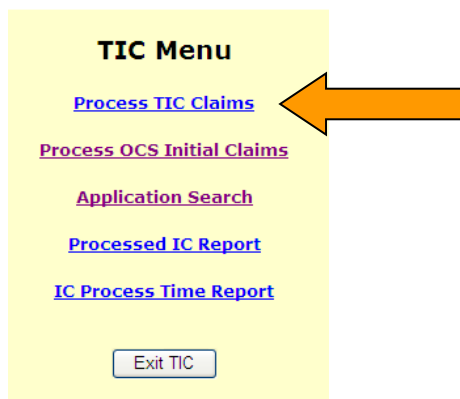 TIC Menu
Process TIC Claims
Process OCS Initial Claims
Application Search
Processed IC Report
IC Process Time Report
Exit TIC